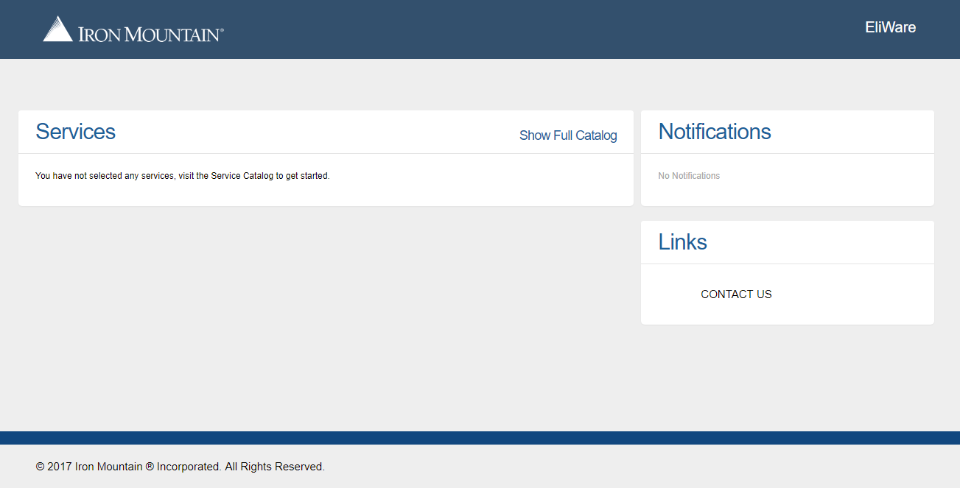 IRON MOUNTAIN®
EliWare
Services
Show Full Catalog
You have not selected any services, visit the Service Catalog to get started.
Notifications
No Notifications
Links
CONTACT US
© 2017 Iron Mountain ® Incorporated. All Rights Reserved.